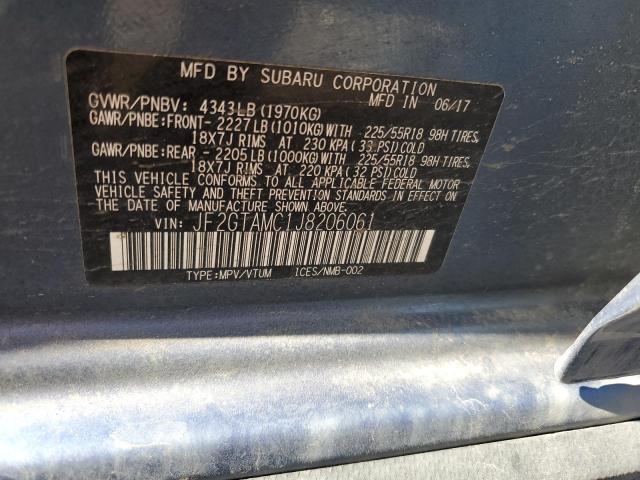 MFD BY SUBARU CORPORATION
GVWR/PNBV: 4343LB(1970KG) MFD IN 06/17
GAWR/PNBE:FRONT-2227LB(1010KG)WITH 225/55R18 98H TIRES,
18X7J RIMS AT 230 KPA(33 PSI)COLD
GAWR/PNBE:REAR -2205LB(1000KG)WITH 225/55R18 98H TIRES,
18X7J RIMS AT 220 KPA(32 PSI)COLD
THIS VEHICLE CONFORMS TO ALL APPLICABLE FEDERAL MOTOR
VEHICLE SAFETY AND THEFT PREVENTION STANDARDS IN EFFECT ON
THE DATE OF MANUFACTURE SHOWN ABOVE.
VIN: JF2GTAMC1J8206061
TYPE:MPV/VTUM ICES/NMB-002